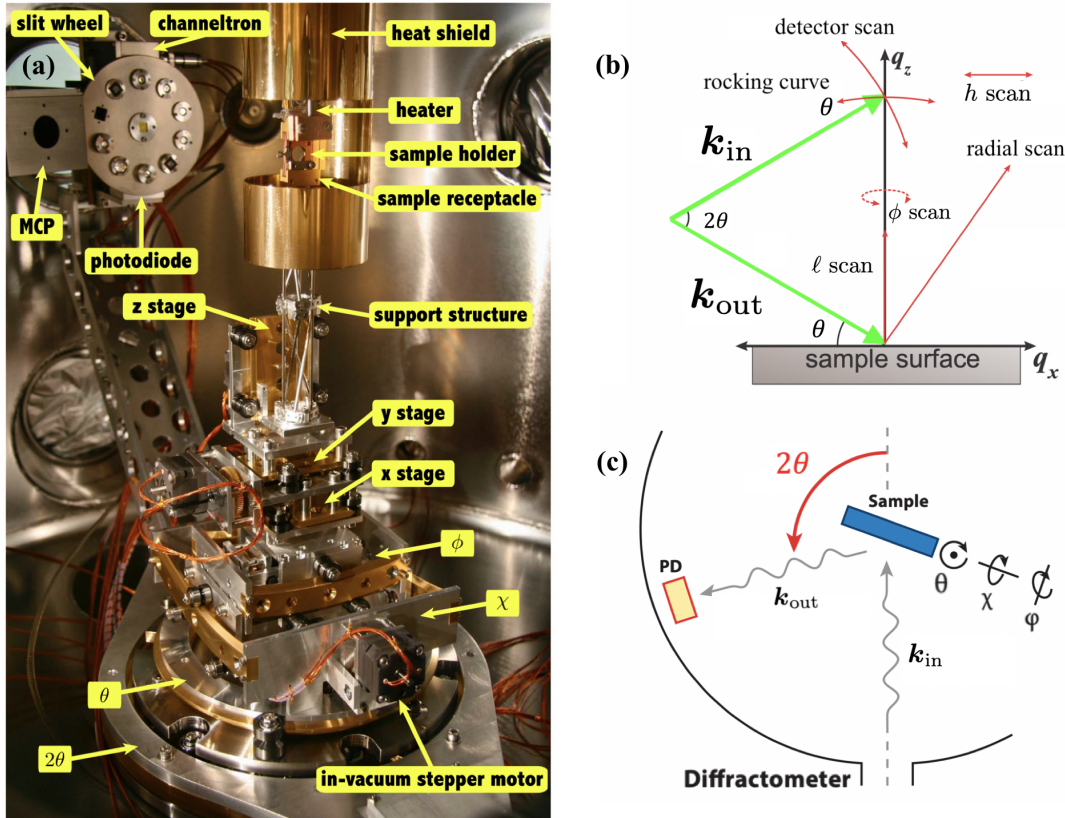 (a)
slit wheel
channeltron
heat shield
heater
sample holder
sample receptacle
MCP
photodiode
z stage
support structure
y stage
x stage
ϕ
χ
θ
2θ
in-vacuum stepper motor
(b)
detector scan
q_z
rocking curve
θ
h scan
k_in
radial scan
2θ
ϕ scan
ℓ scan
k_out
θ
sample surface
q_x
(c)
2θ
Sample
PD
k_out
θ
χ
φ
k_in
Diffractometer